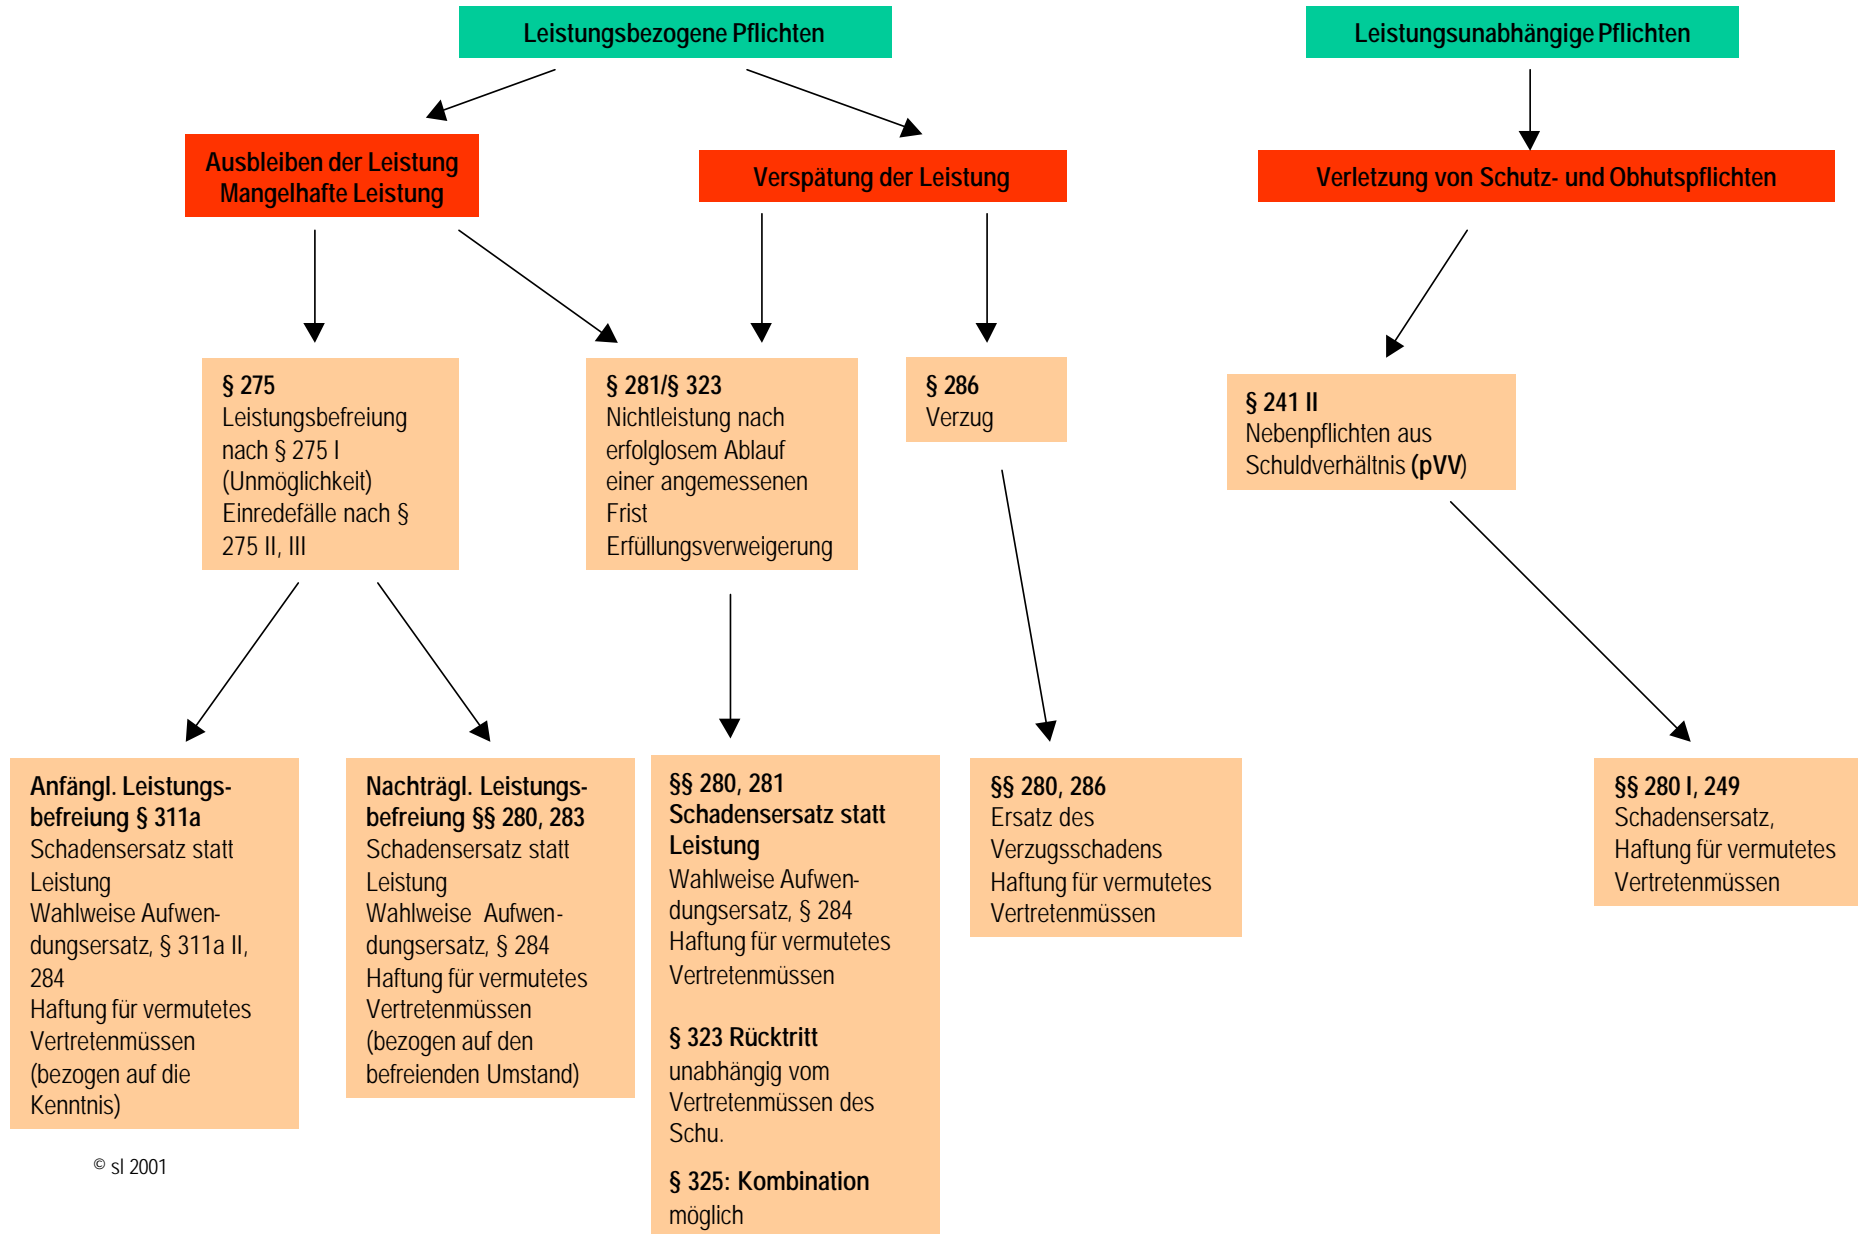 Leistungsbezogene Pflichten
Leistungsunabhängige Pflichten
Ausbleiben der Leistung
Mangelhafte Leistung
Verspätung der Leistung
Verletzung von Schutz- und Obhutspflichten
§ 275
Leistungsbefreiung
nach § 275 I
(Unmöglichkeit)
Einredefälle nach §
275 II, III
§ 281/§ 323
Nichtleistung nach
erfolglosem Ablauf
einer angemessenen
Frist
Erfüllungsverweigerung
§ 286
Verzug
§ 241 II
Nebenpflichten aus
Schuldverhältnis (pVV)
Anfängl. Leistungs-
befreiung § 311a
Schadensersatz statt
Leistung
Wahlweise Aufwen-
dungsersatz, § 311a II,
284
Haftung für vermutetes
Vertretenmüssen
(bezogen auf die
Kenntnis)
Nachträgl. Leistungs-
befreiung §§ 280, 283
Schadensersatz statt
Leistung
Wahlweise Aufwen-
dungsersatz, § 284
Haftung für vermutetes
Vertretenmüssen
(bezogen auf den
befreienden Umstand)
§§ 280, 281
Schadensersatz statt
Leistung
Wahlweise Aufwen-
dungsersatz, § 284
Haftung für vermutetes
Vertretenmüssen
§ 323 Rücktritt
unabhängig vom
Vertretenmüssen des
Schu.
§ 325: Kombination
möglich
§§ 280, 286
Ersatz des
Verzugsschadens
Haftung für vermutetes
Vertretenmüssen
§§ 280 I, 249
Schadensersatz,
Haftung für vermutetes
Vertretenmüssen
© sl 2001